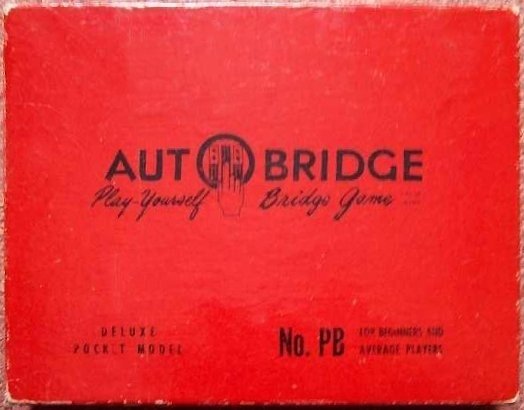 AUTOBRIDGE
Play-Yourself Bridge Game
DELUXE
POCKET MODEL
No. PB
FOR BEGINNERS AND
AVERAGE PLAYERS